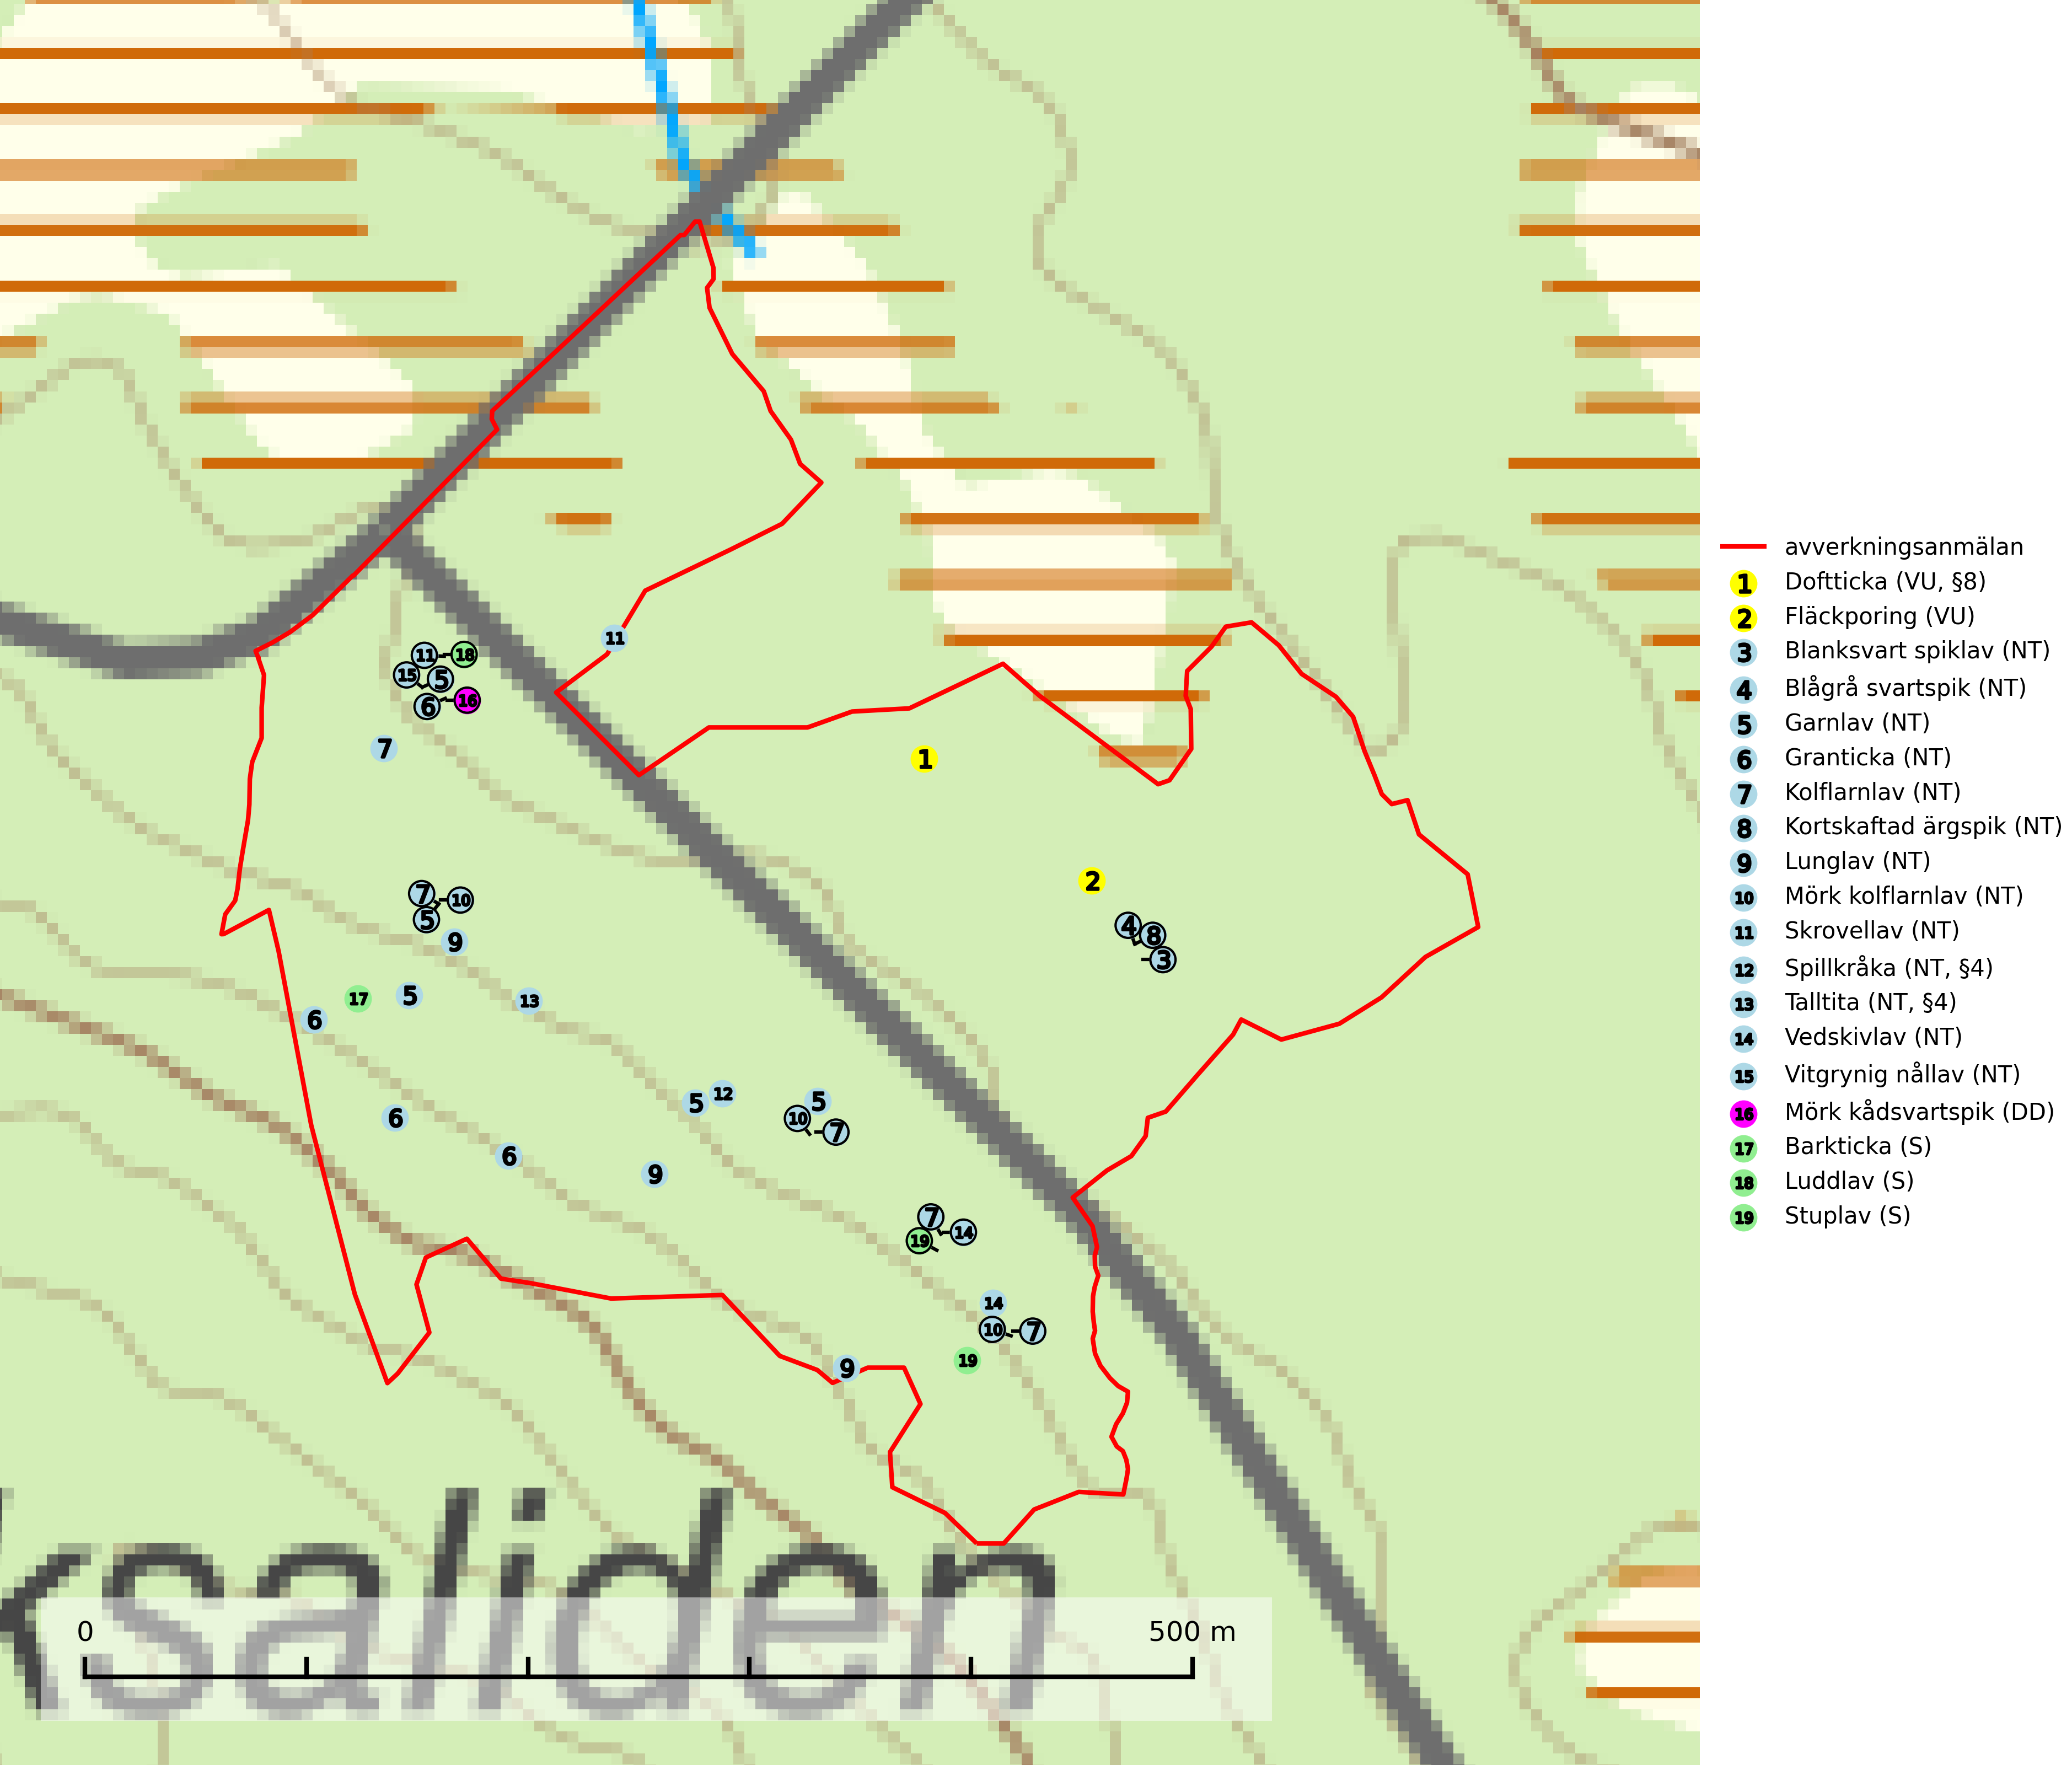 avverkningsanmälan
1 Doftticka (VU, §8)
2 Fläckporing (VU)
3 Blanksvart spiklav (NT)
4 Blågrå svartspik (NT)
5 Garnlav (NT)
6 Granticka (NT)
7 Kolflarnlav (NT)
8 Kortskaftad ärgspik (NT)
9 Lunglav (NT)
10 Mörk kolflarnlav (NT)
11 Skrovellav (NT)
12 Spillkråka (NT, §4)
13 Talltita (NT, §4)
14 Vedskivlav (NT)
15 Vitgrynig nållav (NT)
16 Mörk kådsvartspik (DD)
17 Barkticka (S)
18 Luddlav (S)
19 Stuplav (S)
11
11 18
15 5
6 16
7
1
2
7 10
5
9
4 8
3
17 5
13
6
5 12 5
6 10 7
6
9
7
19 14
14
10 7
19
9
ksaliden
0 500 m